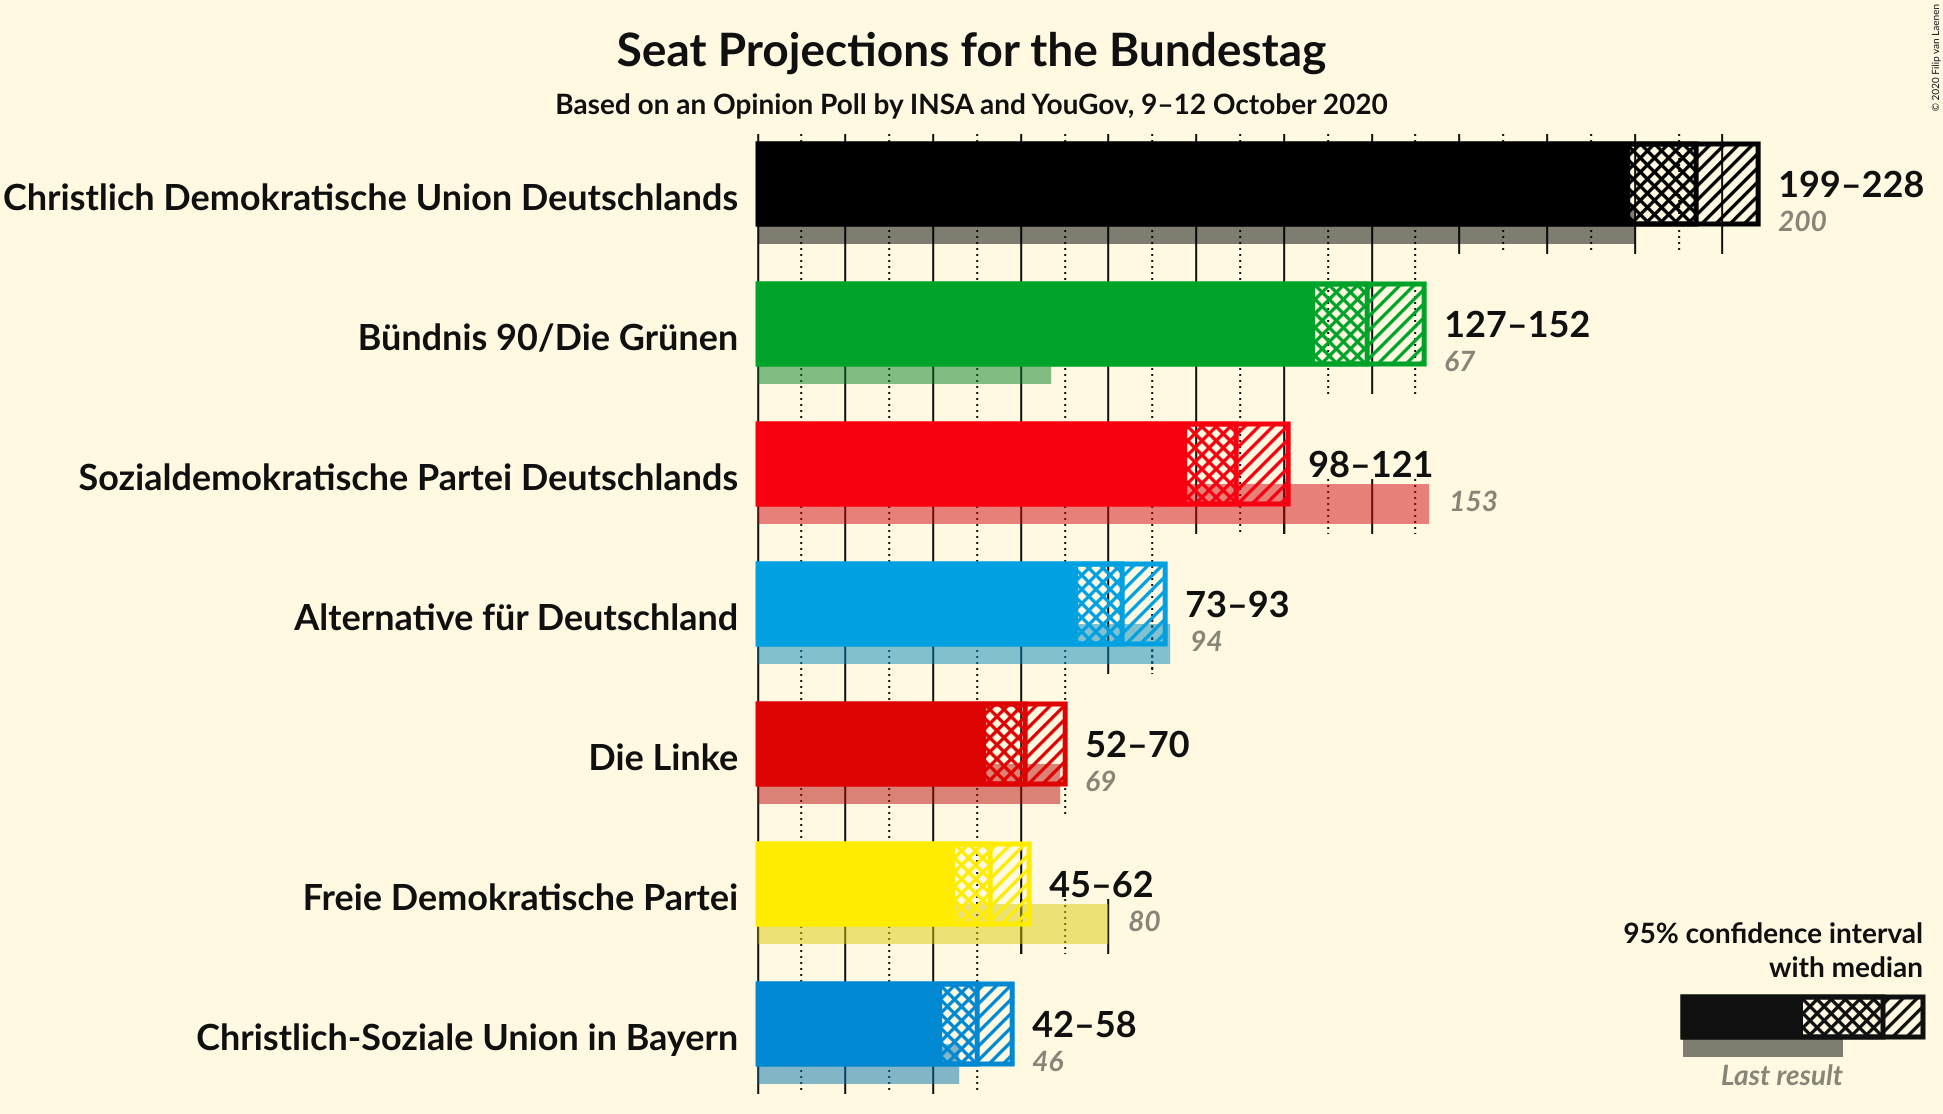 Seat Projections for the Bundestag
Based on an Opinion Poll by INSA and YouGov, 9–12 October 2020
© 2020 Filip van Laenen
Christlich Demokratische Union Deutschlands
199–228
200
Bündnis 90/Die Grünen
127–152
67
Sozialdemokratische Partei Deutschlands
98–121
153
Alternative für Deutschland
73–93
94
Die Linke
52–70
69
Freie Demokratische Partei
45–62
80
Christlich-Soziale Union in Bayern
42–58
46
95% confidence interval
with median
Last result